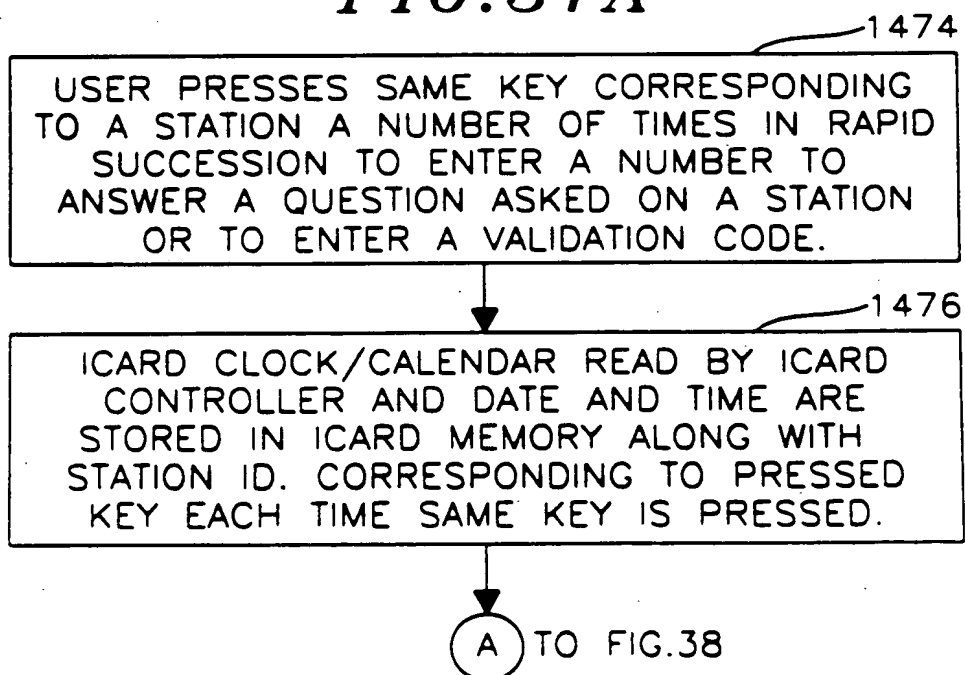 FIG.37A
1474
USER PRESSES SAME KEY CORRESPONDING
TO A STATION A NUMBER OF TIMES IN RAPID
SUCCESSION TO ENTER A NUMBER TO
ANSWER A QUESTION ASKED ON A STATION
OR TO ENTER A VALIDATION CODE.
1476
ICARD CLOCK/CALENDAR READ BY ICARD
CONTROLLER AND DATE AND TIME ARE
STORED IN ICARD MEMORY ALONG WITH
STATION ID. CORRESPONDING TO PRESSED
KEY EACH TIME SAME KEY IS PRESSED.
A TO FIG.38